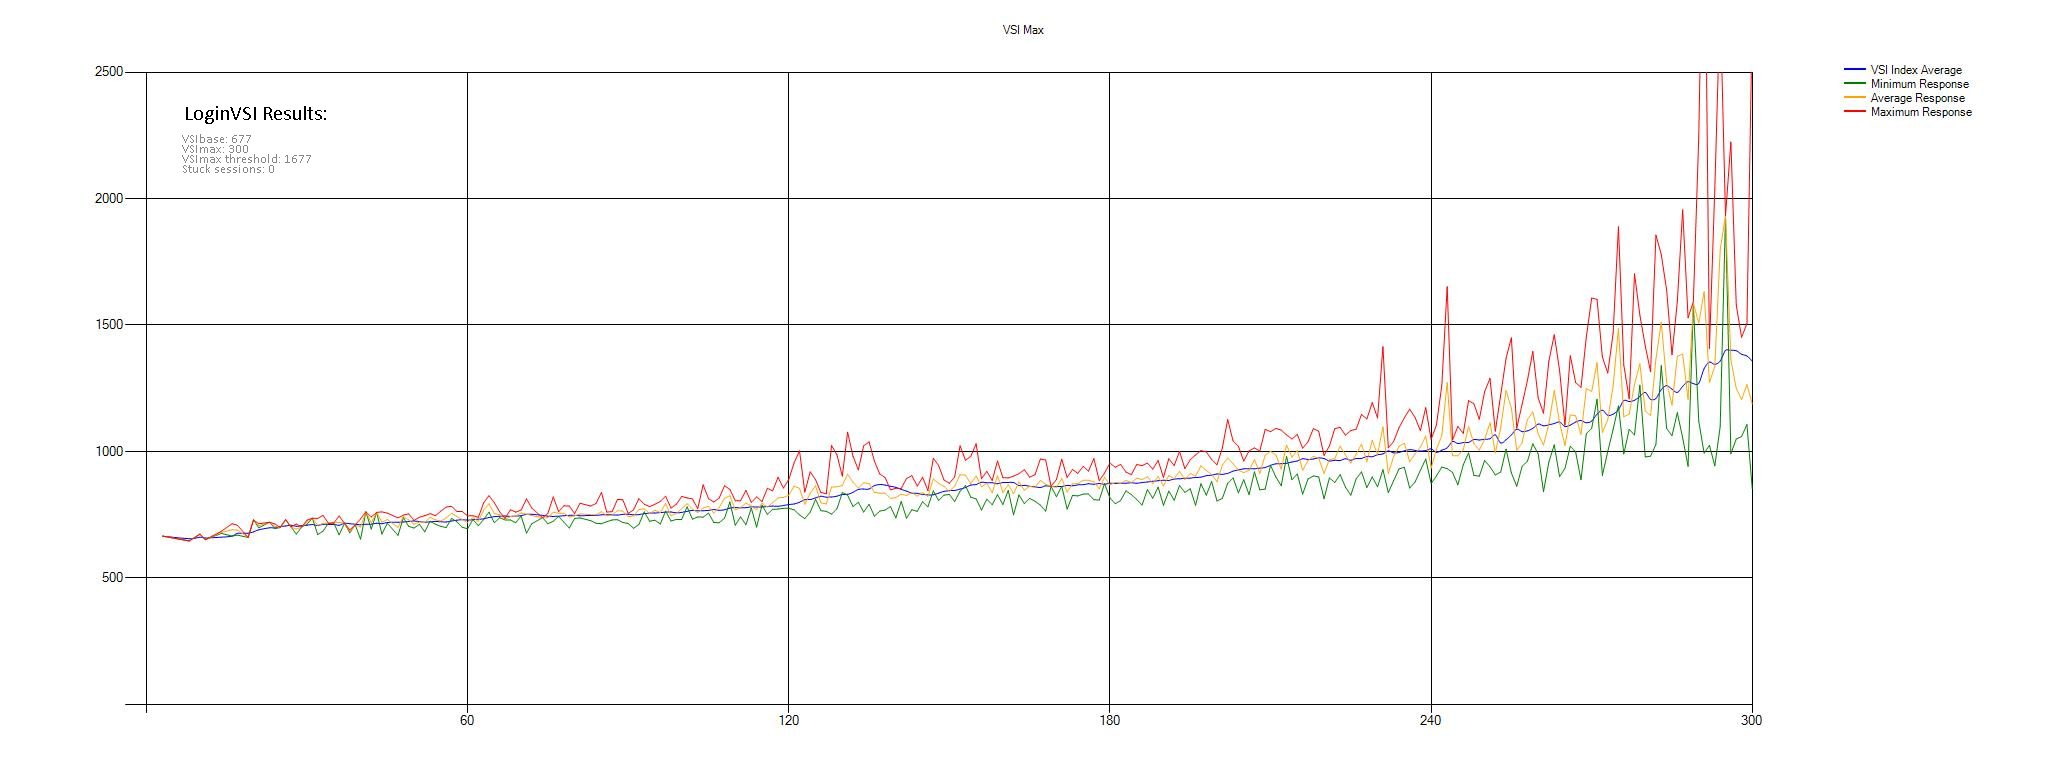 VSI Max
2500
2000
1500
1000
500
60
120
180
240
300
LoginVSI Results:
VSIbase: 677
VSImax: 300
VSImax threshold: 1677
Stuck sessions: 0
VSI Index Average
Minimum Response
Average Response
Maximum Response